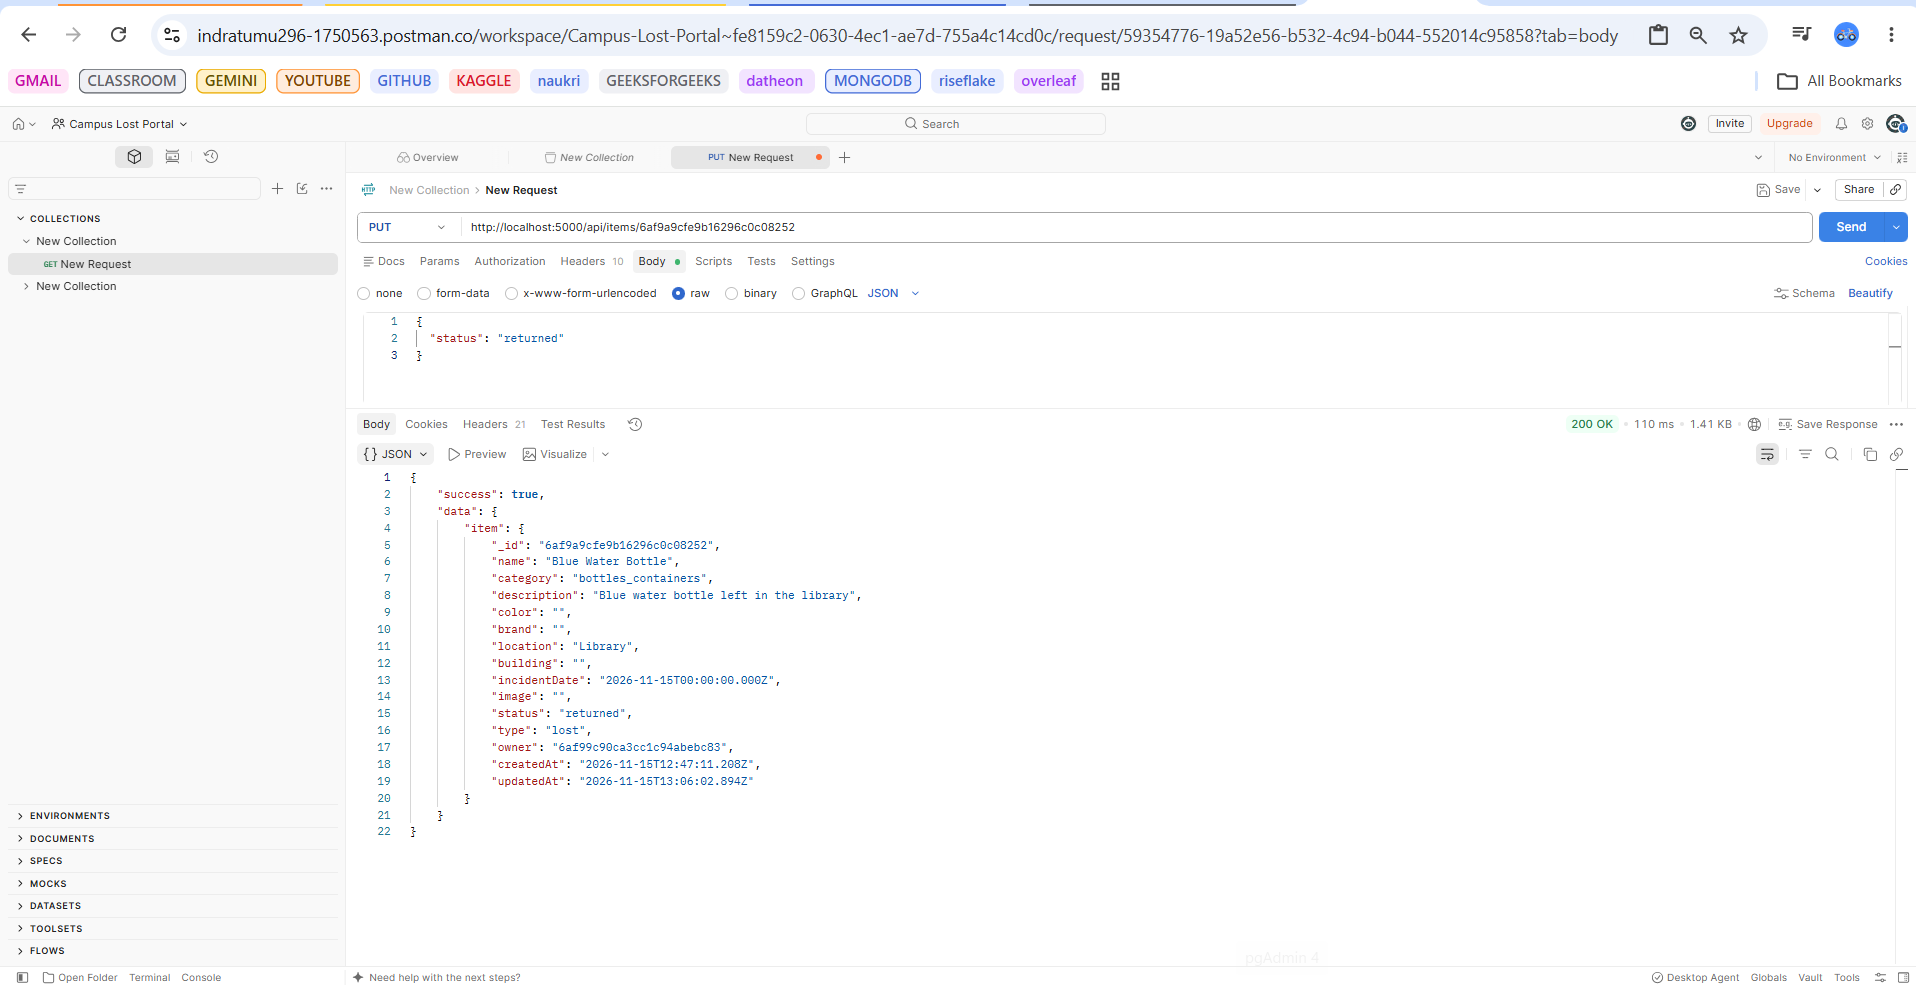 indratumu296-1750563.postman.co/workspace/Campus-Lost-Portal~fe8159c2-0630-4ec1-ae7d-755a4c14cd0c/request/59354776-19a52e56-b532-4c94-b044-552014c95858?tab=body
GMAIL CLASSROOM GEMINI YOUTUBE GITHUB KAGGLE naukri GEEKSFORGEEKS datheon MONGODB riseflake overleaf All Bookmarks
Campus Lost Portal Search Invite Upgrade
Overview New Collection PUT New Request No Environment
New Collection > New Request Save Share
COLLECTIONS
New Collection
GET New Request
New Collection
PUT http://localhost:5000/api/items/6af9a9cfe9b16296c0c08252 Send
Docs Params Authorization Headers 10 Body Scripts Tests Settings Cookies
none form-data x-www-form-urlencoded raw binary GraphQL JSON Schema Beautify
1 {
2 "status": "returned"
3 }
Body Cookies Headers 21 Test Results 200 OK 110 ms 1.41 KB e.g. Save Response
{} JSON Preview Visualize
1 {
2 "success": true,
3 "data": {
4 "item": {
5 "_id": "6af9a9cfe9b16296c0c08252",
6 "name": "Blue Water Bottle",
7 "category": "bottles_containers",
8 "description": "Blue water bottle left in the library",
9 "color": "",
10 "brand": "",
11 "location": "Library",
12 "building": "",
13 "incidentDate": "2026-11-15T00:00:00.000Z",
14 "image": "",
15 "status": "returned",
16 "type": "lost",
17 "owner": "6af99c90ca3cc1c94abebc83",
18 "createdAt": "2026-11-15T12:47:11.208Z",
19 "updatedAt": "2026-11-15T13:06:02.894Z"
20 }
21 }
22 }
ENVIRONMENTS
DOCUMENTS
SPECS
MOCKS
DATASETS
TOOLSETS
FLOWS
pgAdmin 4
Open Folder Terminal Console Need help with the next steps? Desktop Agent Globals Vault Tools